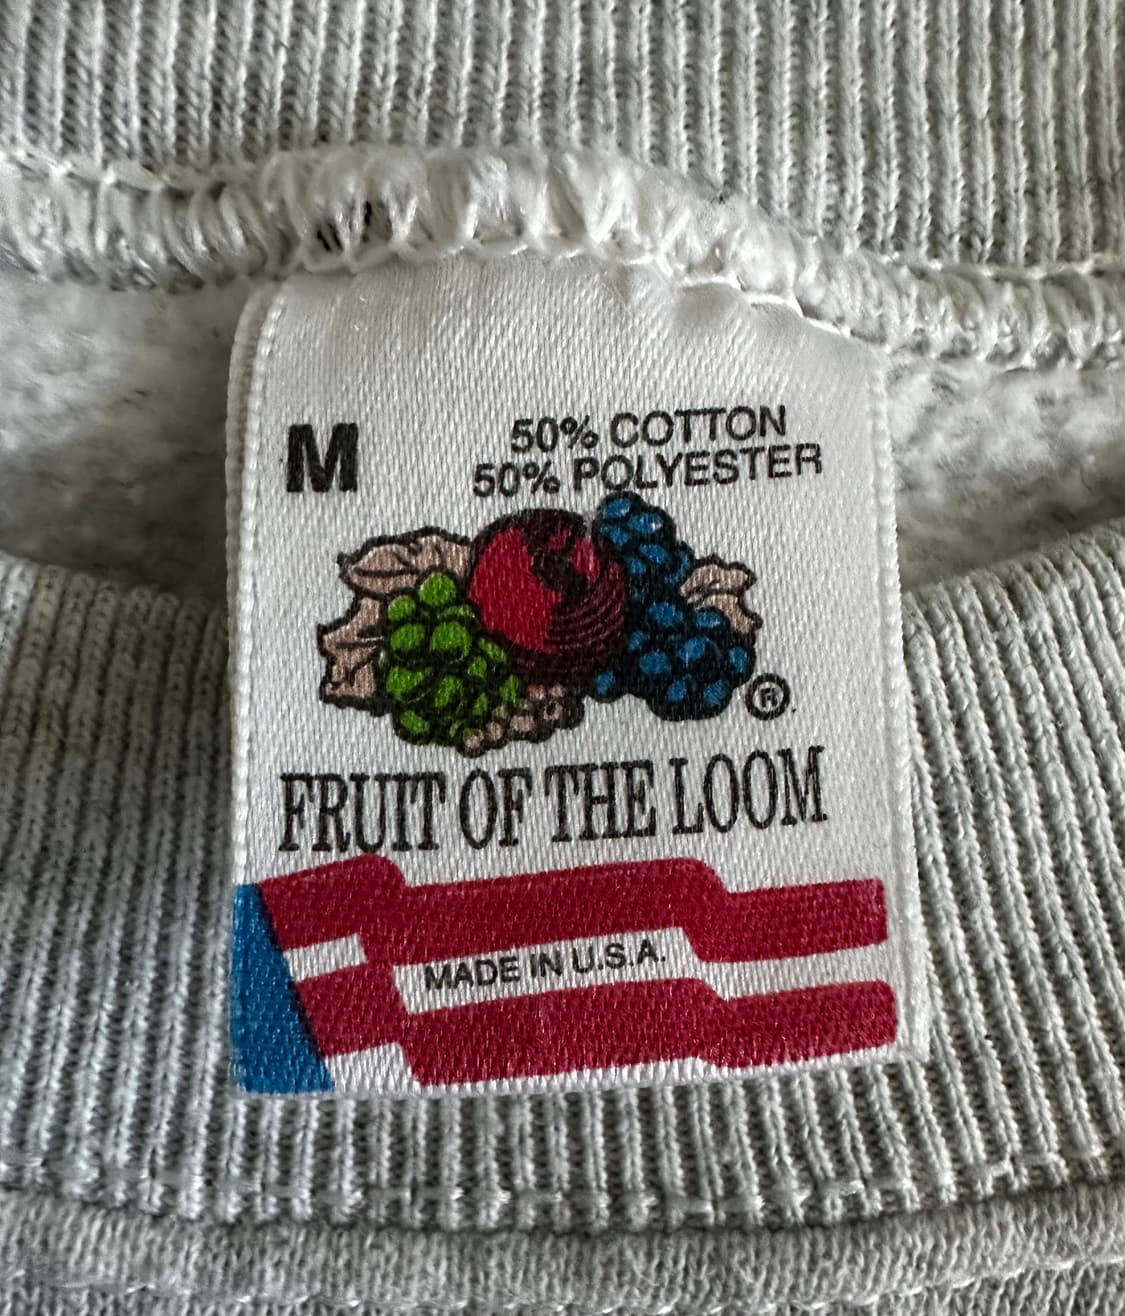 M
50% COTTON
50% POLYESTER
®
FRUIT OF THE LOOM
MADE IN U.S.A.